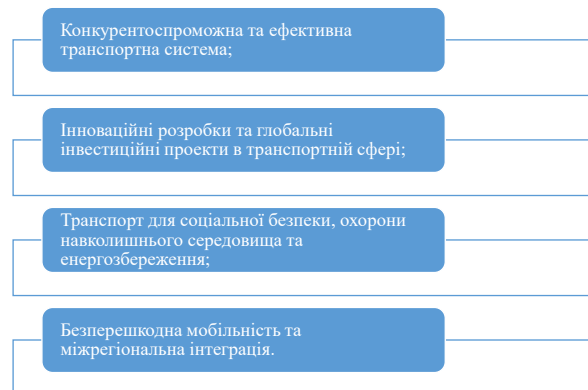 Конкурентоспроможна та ефективна
транспортна система;
Інноваційні розробки та глобальні
інвестиційні проекти в транспортній сфері;
Транспорт для соціальної безпеки, охорони
навколишнього середовища та
енергозбереження;
Безперешкодна мобільність та
міжрегіональна інтеграція.